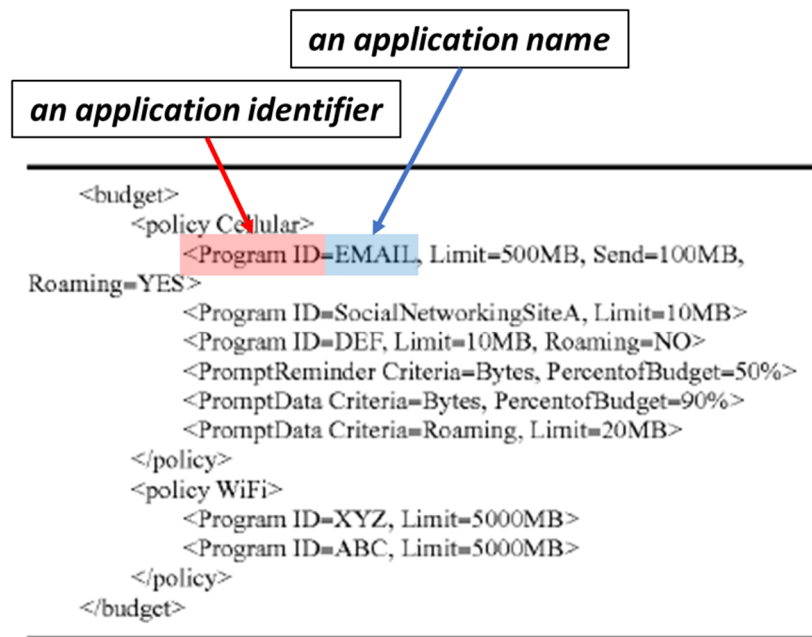 an application name
an application identifier
<budget>
<policy Cellular>
<Program ID=EMAIL, Limit=500MB, Send=100MB,
Roaming=YES>
<Program ID=SocialNetworkingSiteA, Limit=10MB>
<Program ID=DEF, Limit=10MB, Roaming=NO>
<PromptReminder Criteria=Bytes, PercentofBudget=50%>
<PromptData Criteria=Bytes, PercentofBudget=90%>
<PromptData Criteria=Roaming, Limit=20MB>
</policy>
<policy WiFi>
<Program ID=XYZ, Limit=5000MB>
<Program ID=ABC, Limit=5000MB>
</policy>
</budget>